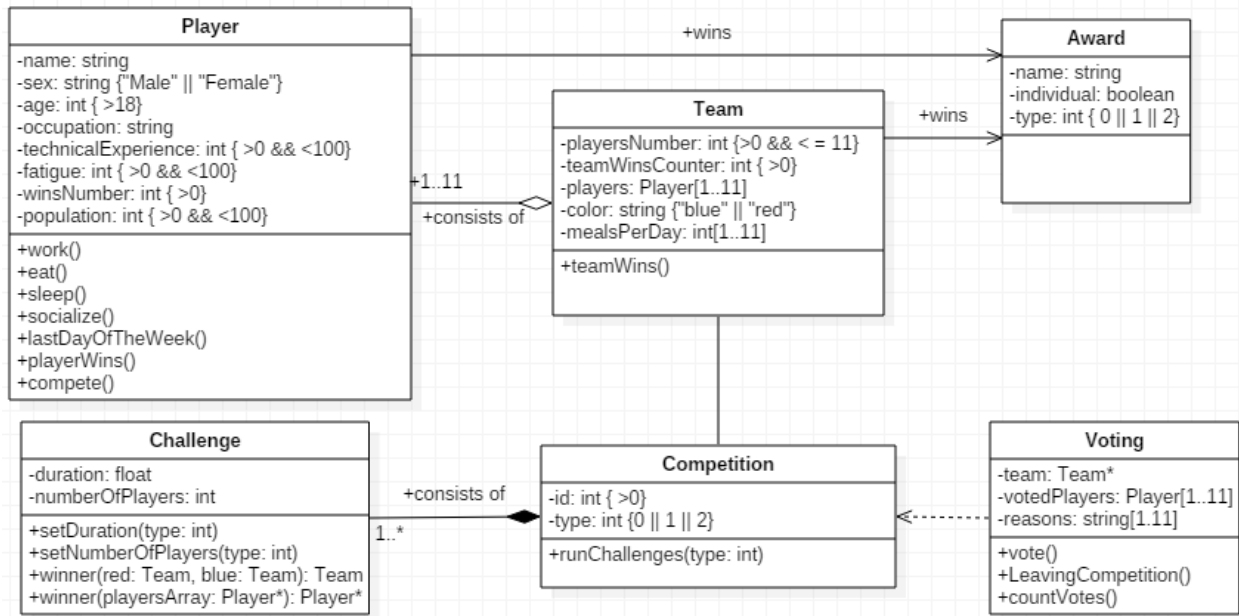 Player
-name: string
-sex: string {"Male" || "Female"}
-age: int { >18}
-occupation: string
-technicalExperience: int { >0 && <100}
-fatigue: int { >0 && <100}
-winsNumber: int { >0}
-population: int { >0 && <100}
+work()
+eat()
+sleep()
+socialize()
+lastDayOfTheWeek()
+playerWins()
+compete()
+wins
Award
-name: string
-individual: boolean
-type: int { 0 || 1 || 2}
Team
-playersNumber: int {>0 && < = 11}
-teamWinsCounter: int { >0}
-players: Player[1..11]
-color: string {"blue" || "red"}
-mealsPerDay: int[1..11]
+teamWins()
+wins
+1..11
+consists of
Challenge
-duration: float
-numberOfPlayers: int
+setDuration(type: int)
+setNumberOfPlayers(type: int)
+winner(red: Team, blue: Team): Team
+winner(playersArray: Player*): Player*
+consists of
1..*
Competition
-id: int { >0}
-type: int {0 || 1 || 2}
+runChallenges(type: int)
Voting
-team: Team*
-votedPlayers: Player[1..11]
-reasons: string[1.11]
+vote()
+LeavingCompetition()
+countVotes()